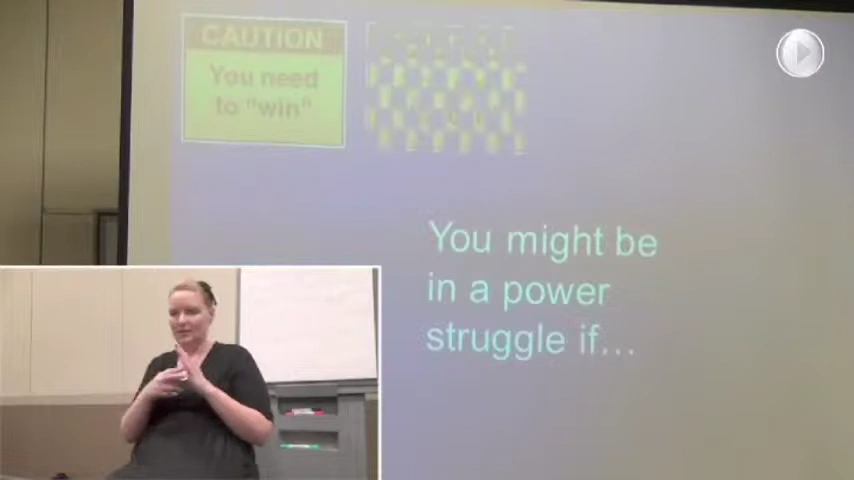 CAUTION
You need
to "win"
You might be
in a power
struggle if...